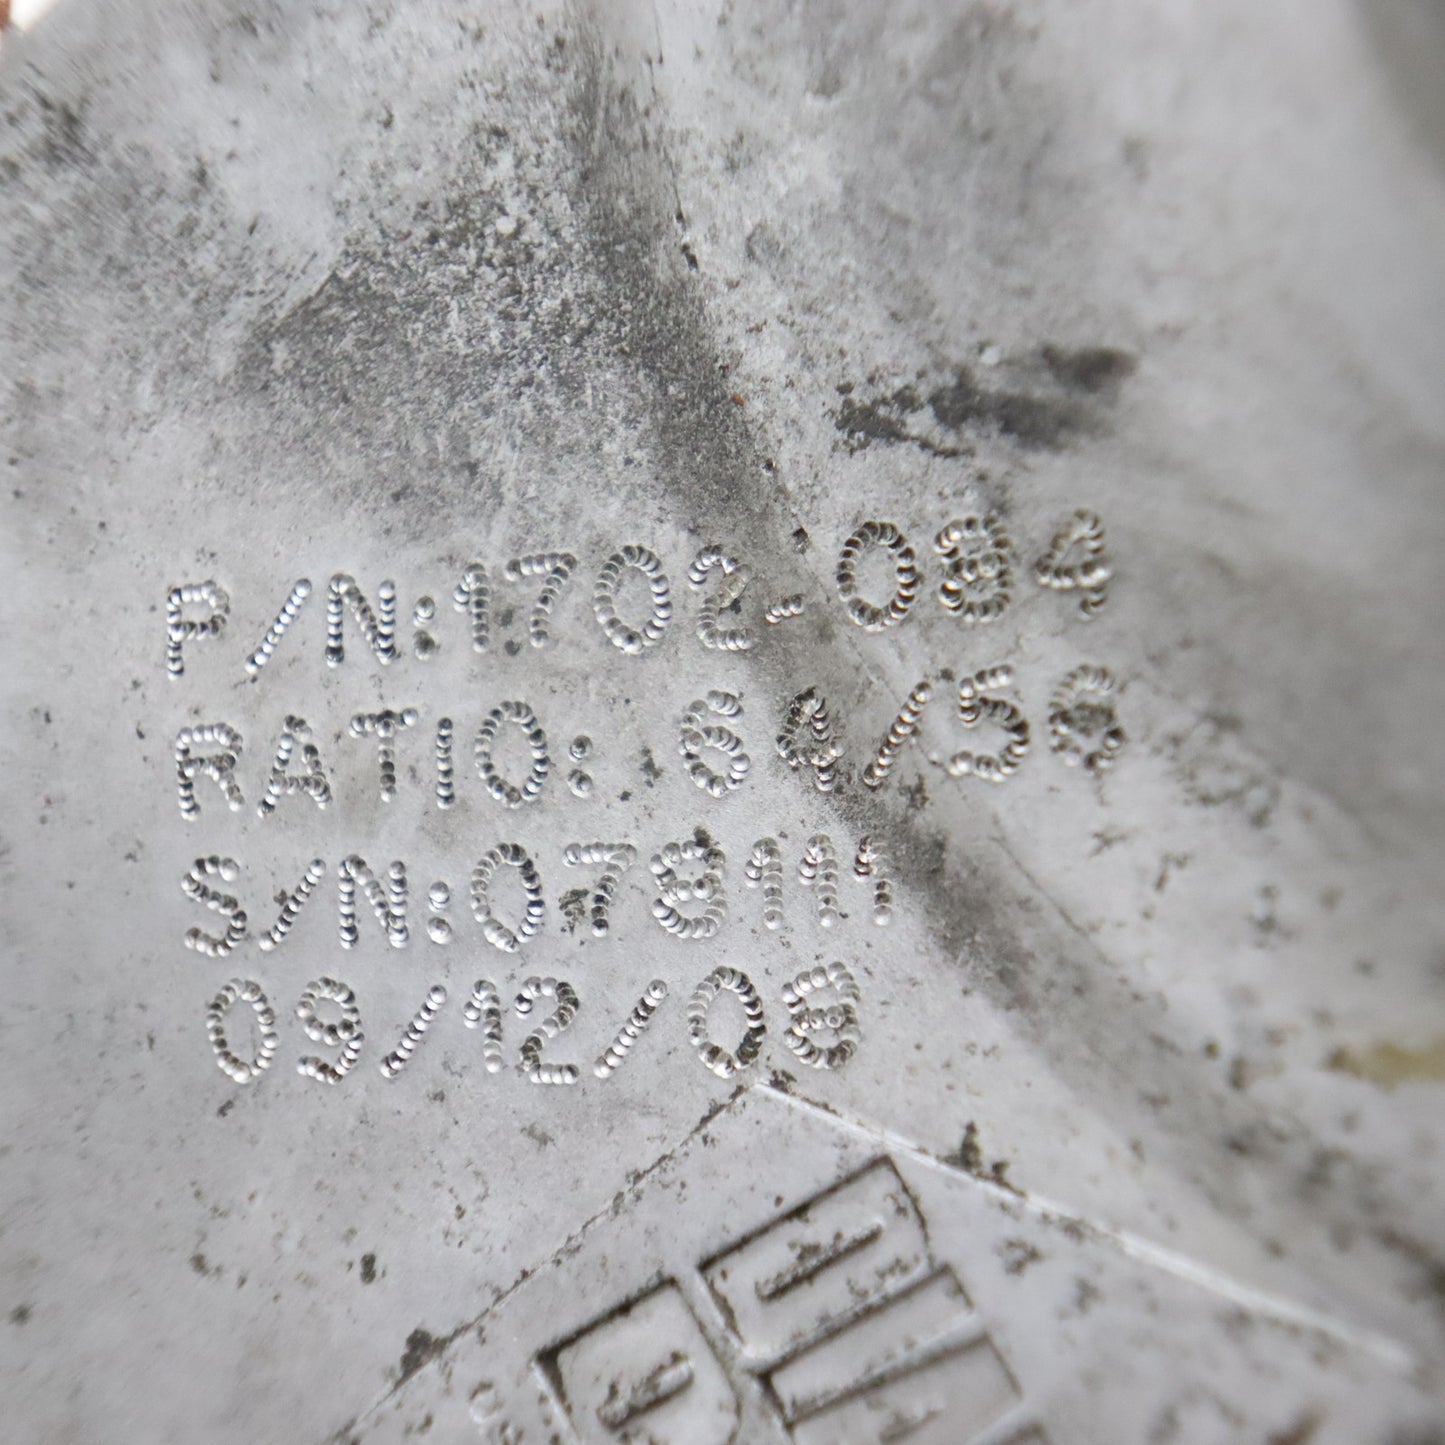 P/N:1702-084
RATIO: 64/56
S/N:078111
09/12/08